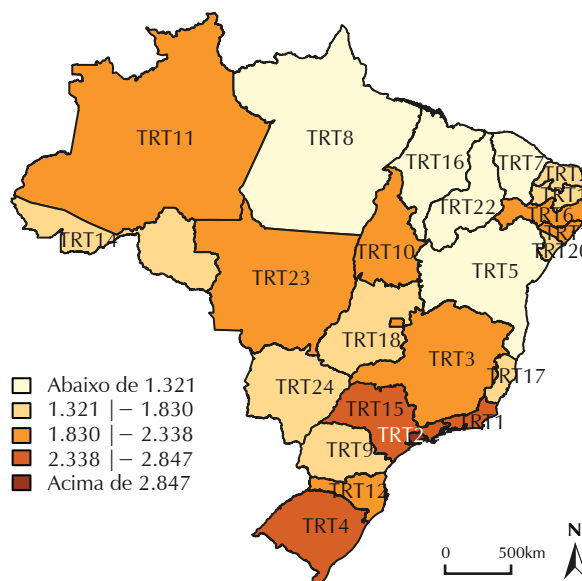 TRT11
TRT8
TRT16
TRT7
TRT22
TRT6
TRT14
TRT10
TRT20
TRT23
TRT5
TRT18
TRT3
TRT24
TRT17
TRT15
TRT1
TRT2
TRT9
TRT12
TRT4
Abaixo de 1.321
1.321 |− 1.830
1.830 |− 2.338
2.338 |− 2.847
Acima de 2.847
N
0 500km